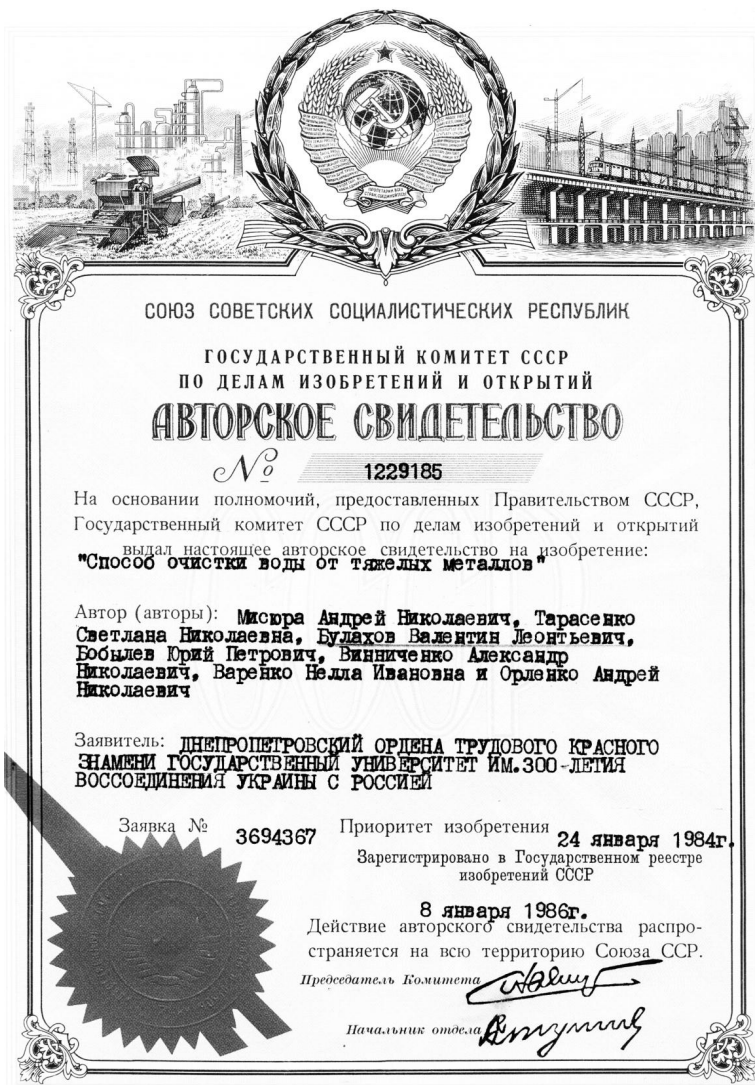 СОЮЗ СОВЕТСКИХ СОЦИАЛИСТИЧЕСКИХ РЕСПУБЛИК
ГОСУДАРСТВЕННЫЙ КОМИТЕТ СССР
ПО ДЕЛАМ ИЗОБРЕТЕНИЙ И ОТКРЫТИЙ
АВТОРСКОЕ СВИДЕТЕЛЬСТВО
№ 1229185
На основании полномочий, предоставленных Правительством СССР,
Государственный комитет СССР по делам изобретений и открытий
выдал настоящее авторское свидетельство на изобретение:
"Способ очистки воды от тяжелых металлов"
Автор (авторы): Мисюра Андрей Николаевич, Тарасенко
Светлана Николаевна, Булахов Валентин Леонтьевич,
Бобылев Юрий Петрович, Винниченко Александр
Николаевич, Варенко Нелла Ивановна и Орленко Андрей
Николаевич
Заявитель: ДНЕПРОПЕТРОВСКИЙ ОРДЕНА ТРУДОВОГО КРАСНОГО
ЗНАМЕНИ ГОСУДАРСТВЕННЫЙ УНИВЕРСИТЕТ ИМ.300-ЛЕТИЯ
ВОССОЕДИНЕНИЯ УКРАИНЫ С РОССИЕЙ
Заявка № 3694367 Приоритет изобретения 24 января 1984г.
Зарегистрировано в Государственном реестре
изобретений СССР
8 января 1986г.
Действие авторского свидетельства распро-
страняется на всю территорию Союза ССР.
Председатель Комитета
Начальник отдела